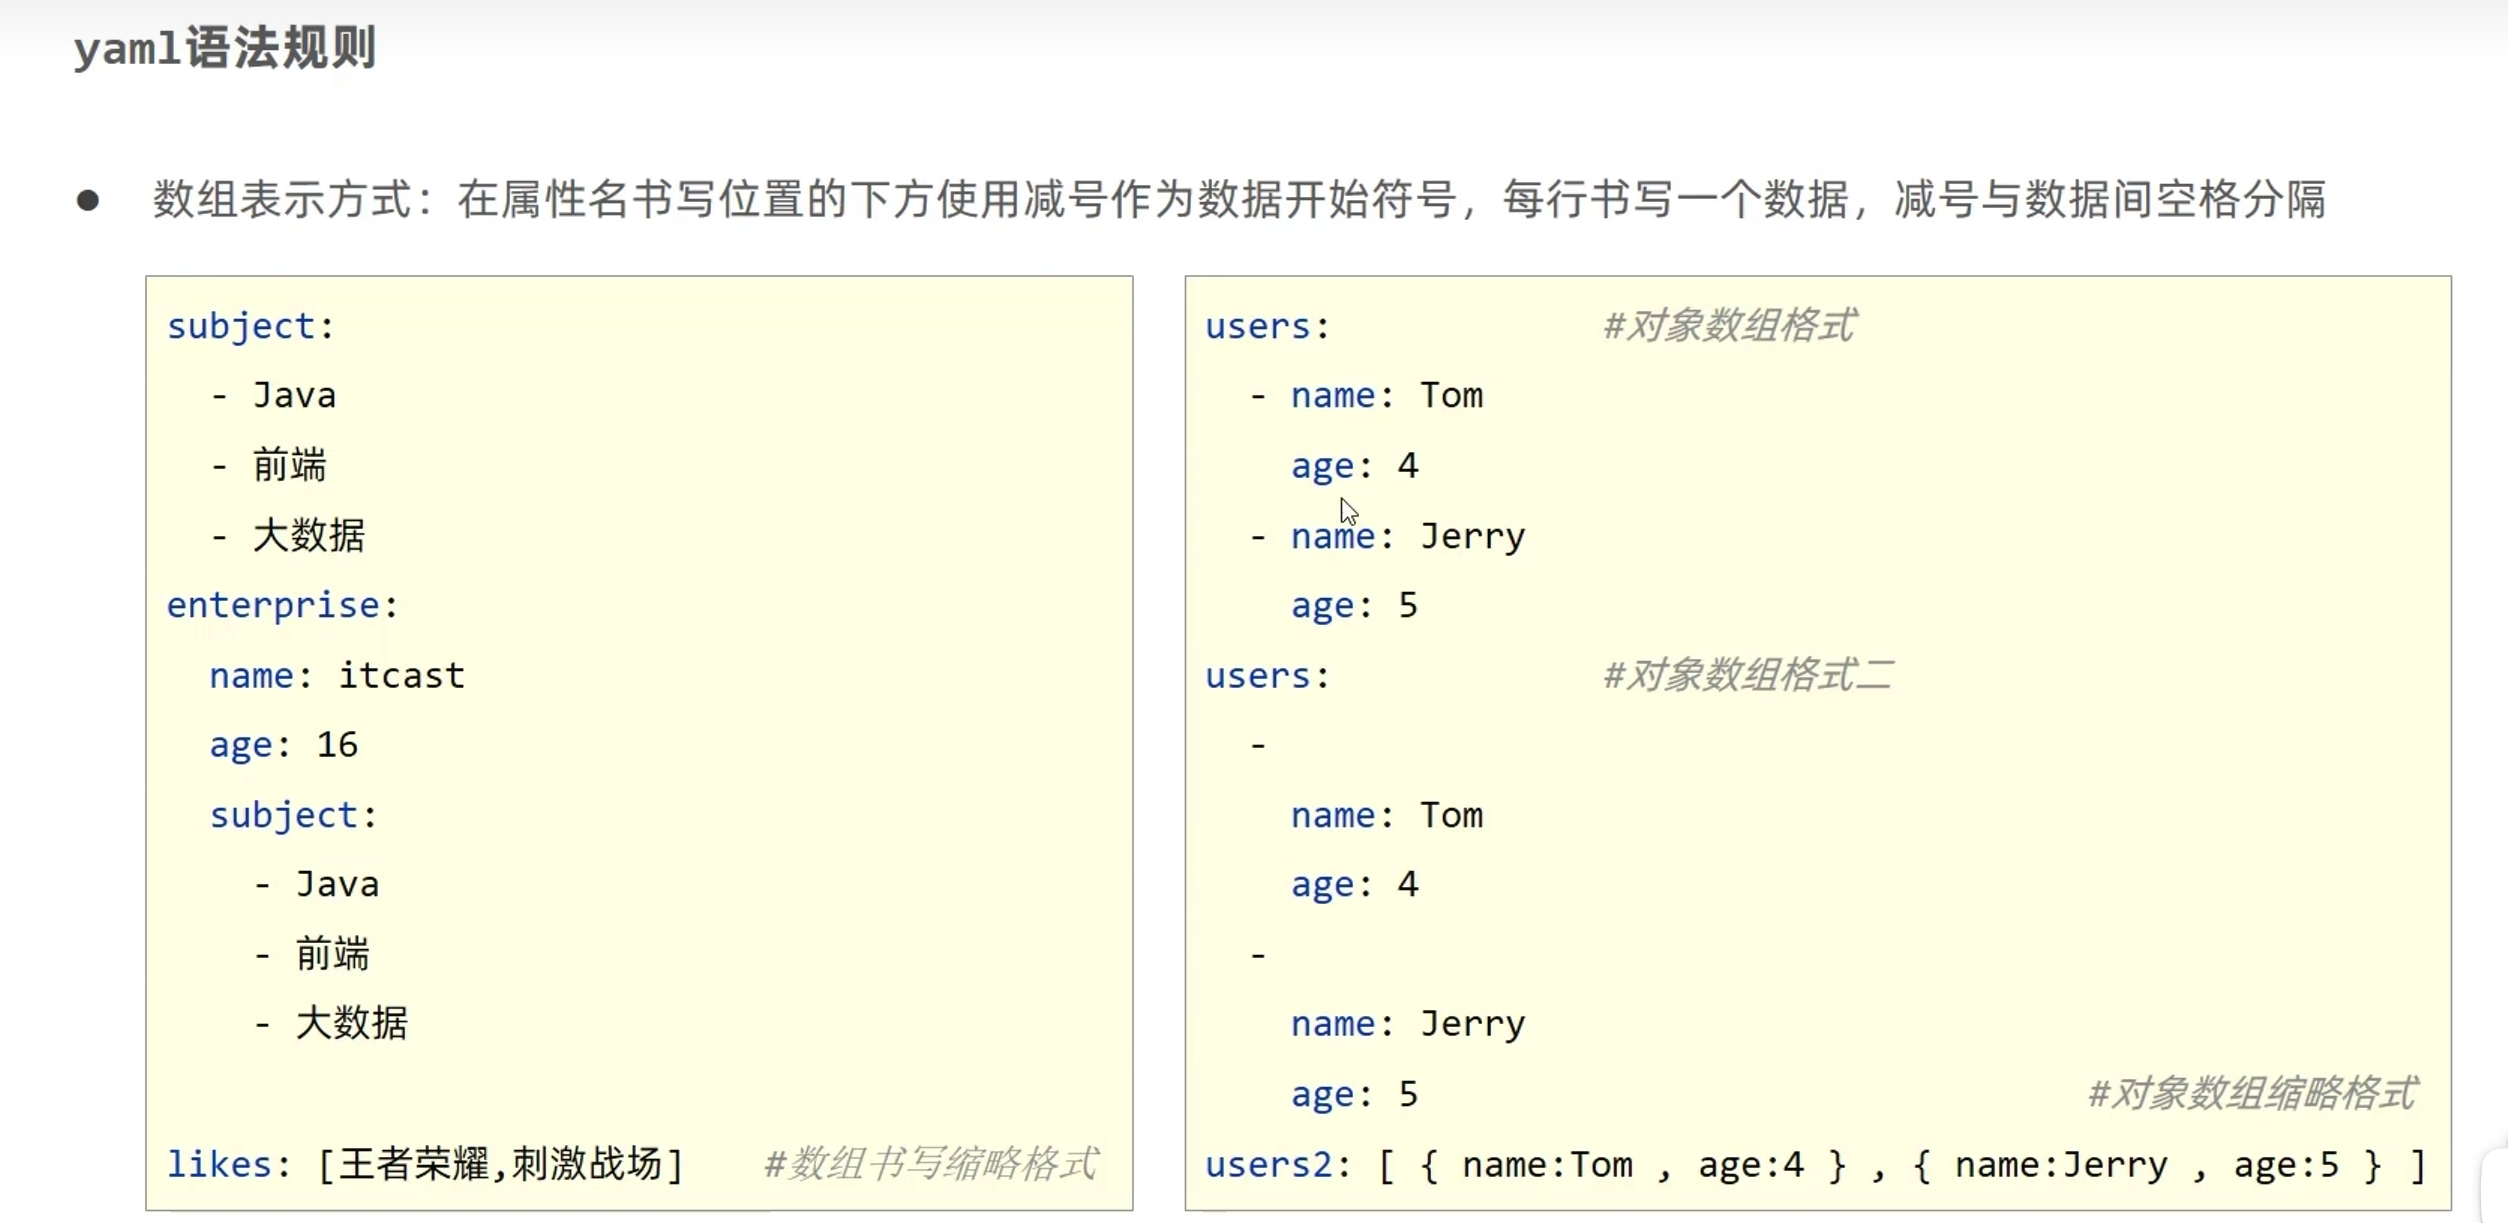 yaml语法规则
● 数组表示方式：在属性名书写位置的下方使用减号作为数据开始符号，每行书写一个数据，减号与数据间空格分隔
subject:
- Java
- 前端
- 大数据
enterprise:
name: itcast
age: 16
subject:
- Java
- 前端
- 大数据
likes: [王者荣耀,刺激战场] #数组书写缩略格式
users: #对象数组格式
- name: Tom
age: 4
- name: Jerry
age: 5
users: #对象数组格式二
-
name: Tom
age: 4
-
name: Jerry
age: 5 #对象数组缩略格式
users2: [ { name:Tom , age:4 } , { name:Jerry , age:5 } ]